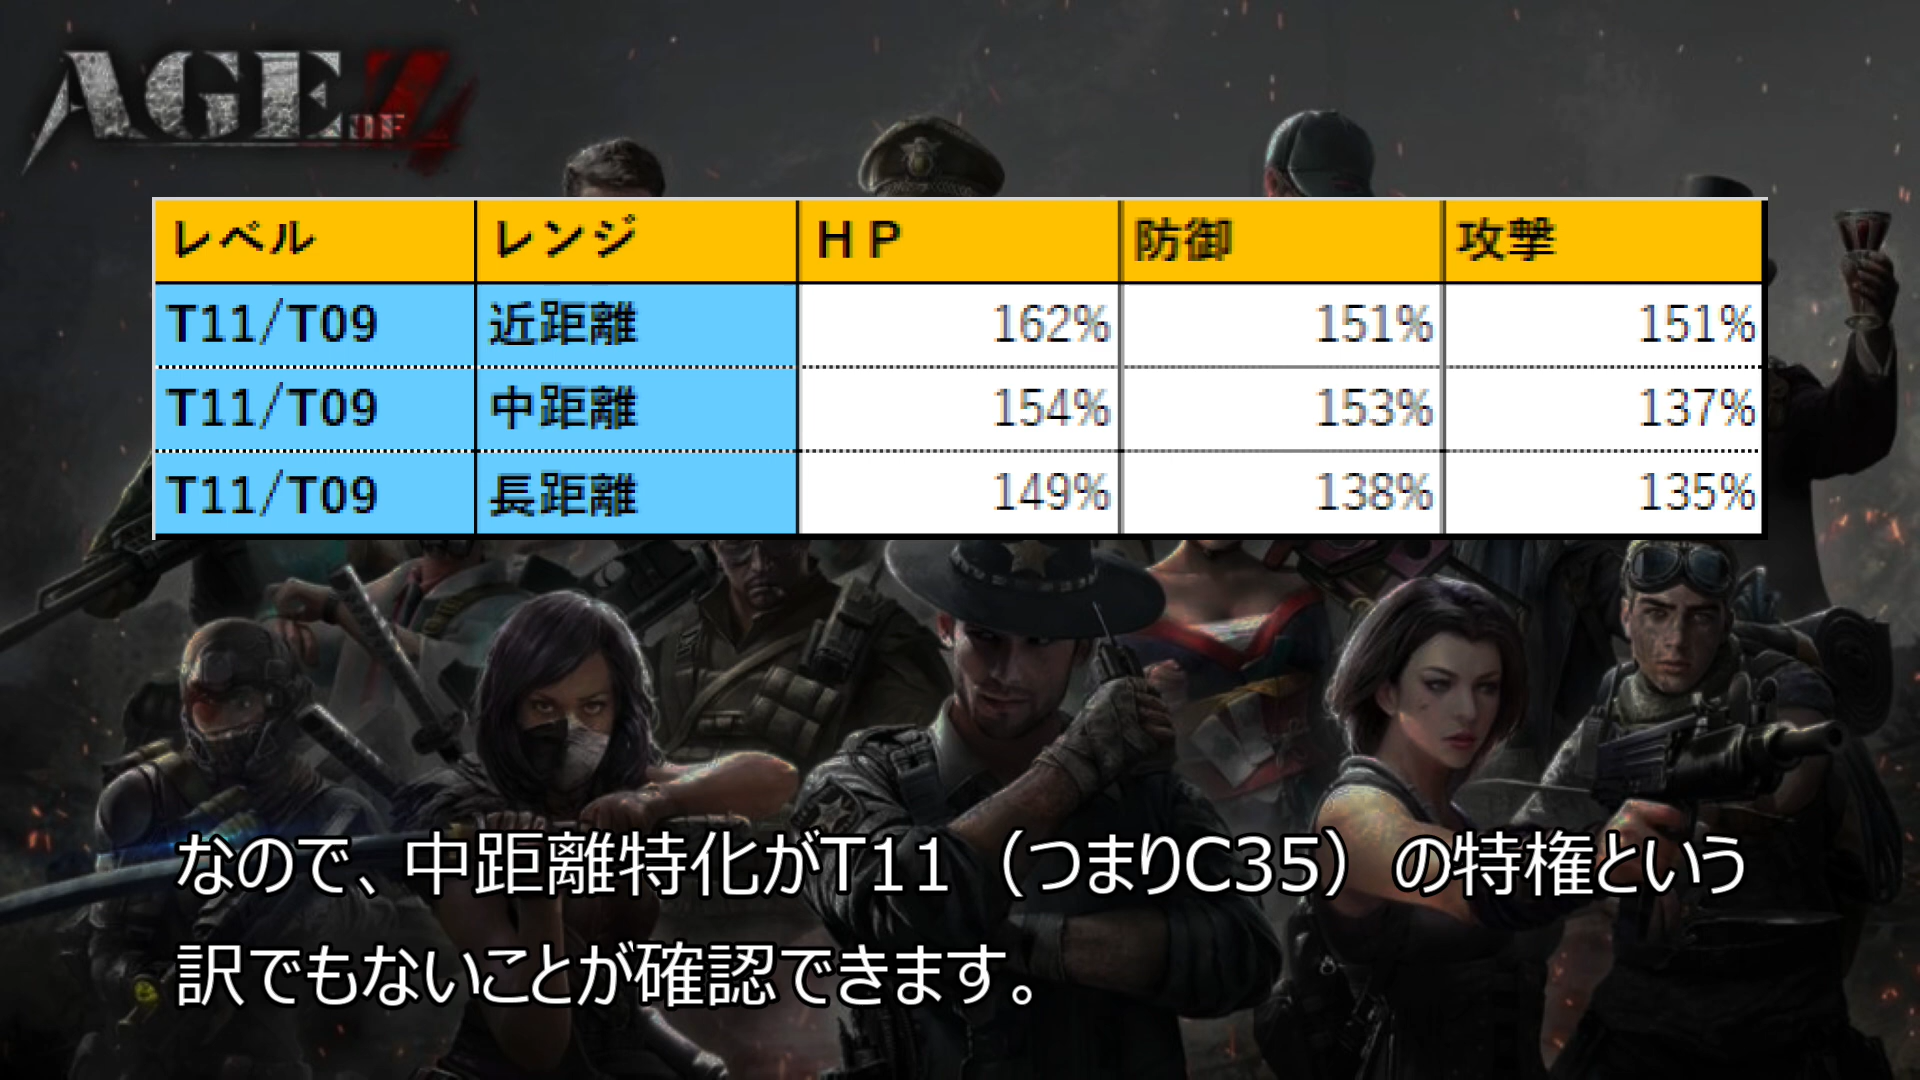 AGE OF Z
レベル レンジ ＨＰ 防御 攻撃
T11/T09 近距離 162% 151% 151%
T11/T09 中距離 154% 153% 137%
T11/T09 長距離 149% 138% 135%
なので、中距離特化がT11（つまりC35）の特権という
訳でもないことが確認できます。